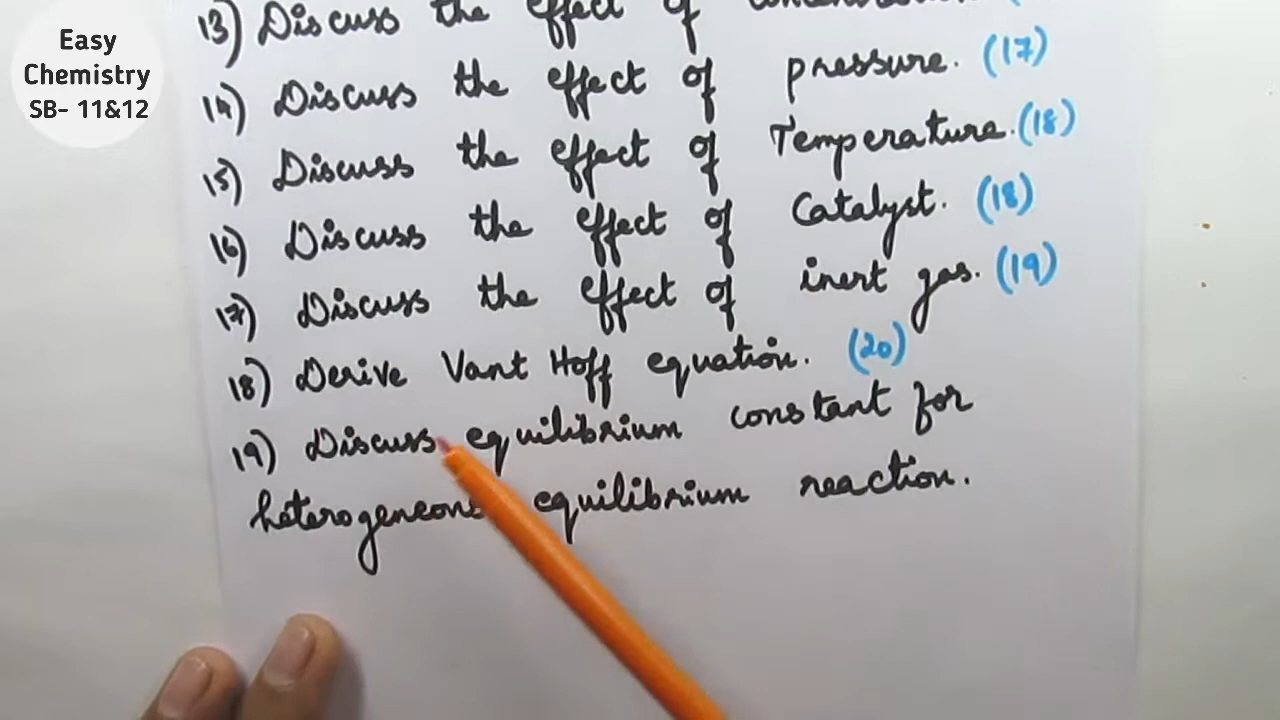 Easy
Chemistry
SB- 11&12
13) Discuss the effect of
14) Discuss the effect of pressure. (17)
15) Discuss the effect of Temperature. (18)
16) Discuss the effect of Catalyst. (18)
17) Discuss the effect of inert gas. (19)
18) Derive Vant Hoff equation. (20)
19) Discuss equilibrium constant for
heterogeneous equilibrium reaction.